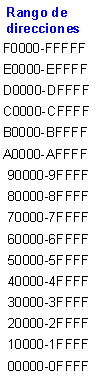 Rango de
direcciones
F0000-FFFFF
E0000-EFFFF
D0000-DFFFF
C0000-CFFFF
B0000-BFFFF
A0000-AFFFF
90000-9FFFF
80000-8FFFF
70000-7FFFF
60000-6FFFF
50000-5FFFF
40000-4FFFF
30000-3FFFF
20000-2FFFF
10000-1FFFF
00000-0FFFF